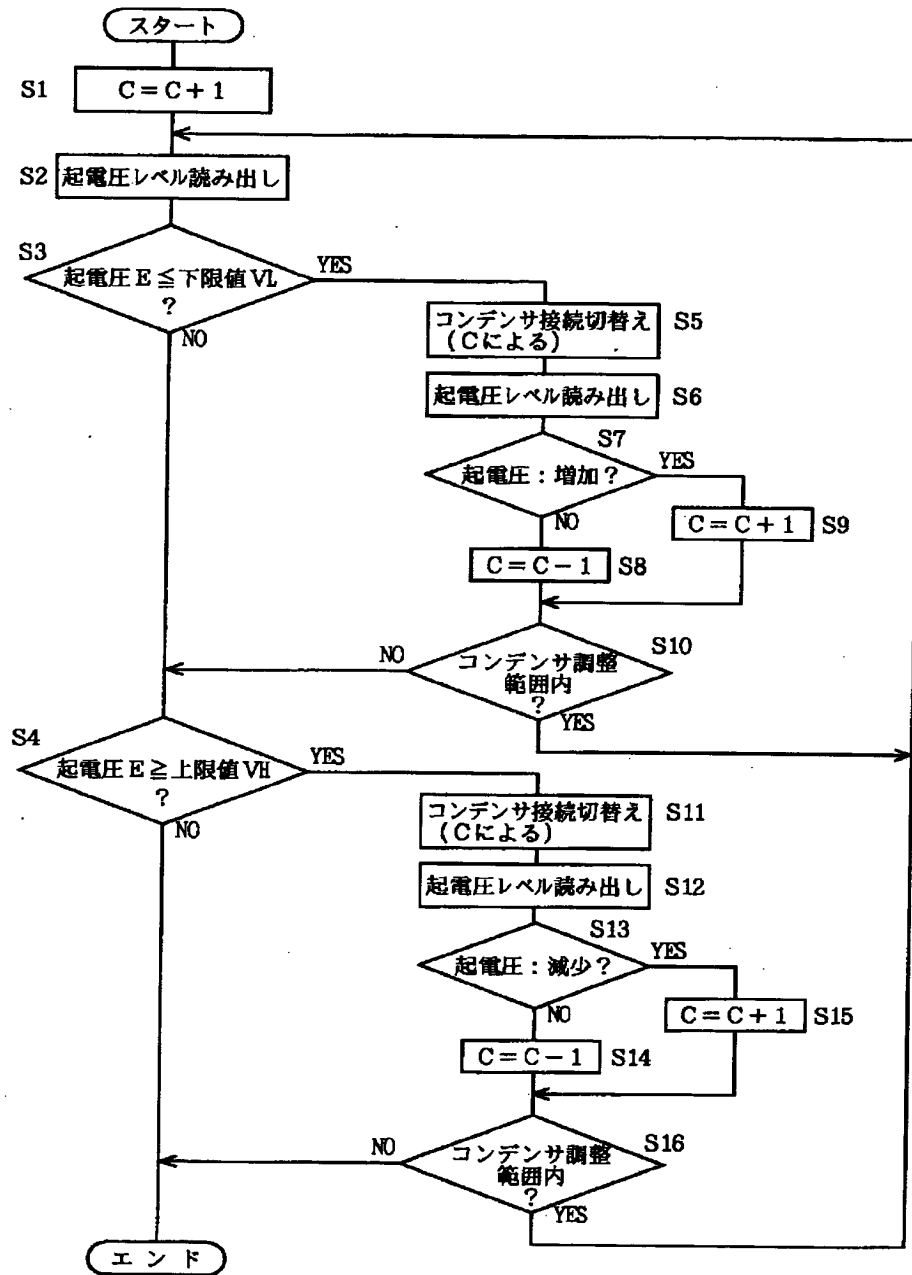 スタート
S1
C=C+1
S2
起電圧レベル読み出し
S3
起電圧E≦下限値VL
?
YES
NO
コンデンサ接続切替え
(Cによる)
S5
起電圧レベル読み出し
S6
S7
起電圧:増加?
YES
NO
C=C+1
S9
C=C-1
S8
S10
コンデンサ調整
範囲内
?
NO
YES
S4
起電圧E≧上限値VH
?
YES
NO
コンデンサ接続切替え
(Cによる)
S11
起電圧レベル読み出し
S12
S13
起電圧:減少?
YES
NO
C=C+1
S15
C=C-1
S14
S16
コンデンサ調整
範囲内
?
NO
YES
エンド